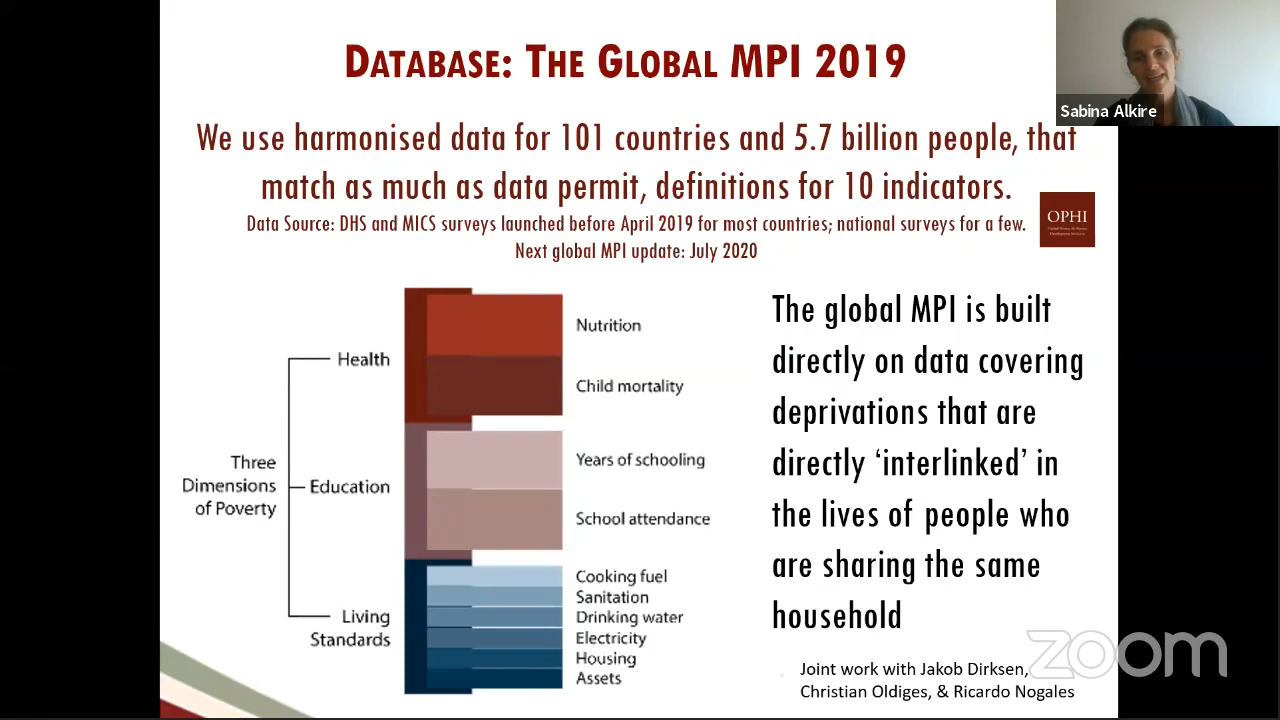 DATABASE: THE GLOBAL MPI 2019
Sabina Alkire
We use harmonised data for 101 countries and 5.7 billion people, that
match as much as data permit, definitions for 10 indicators.
Data Source: DHS and MICS surveys launched before April 2019 for most countries; national surveys for a few.
Next global MPI update: July 2020
OPHI
Three
Dimensions
of Poverty
Health
Education
Living
Standards
Nutrition
Child mortality
Years of schooling
School attendance
Cooking fuel
Sanitation
Drinking water
Electricity
Housing
Assets
The global MPI is built
directly on data covering
deprivations that are
directly ‘interlinked’ in
the lives of people who
are sharing the same
household
zoom
Joint work with Jakob Dirksen,
Christian Oldiges, & Ricardo Nogales